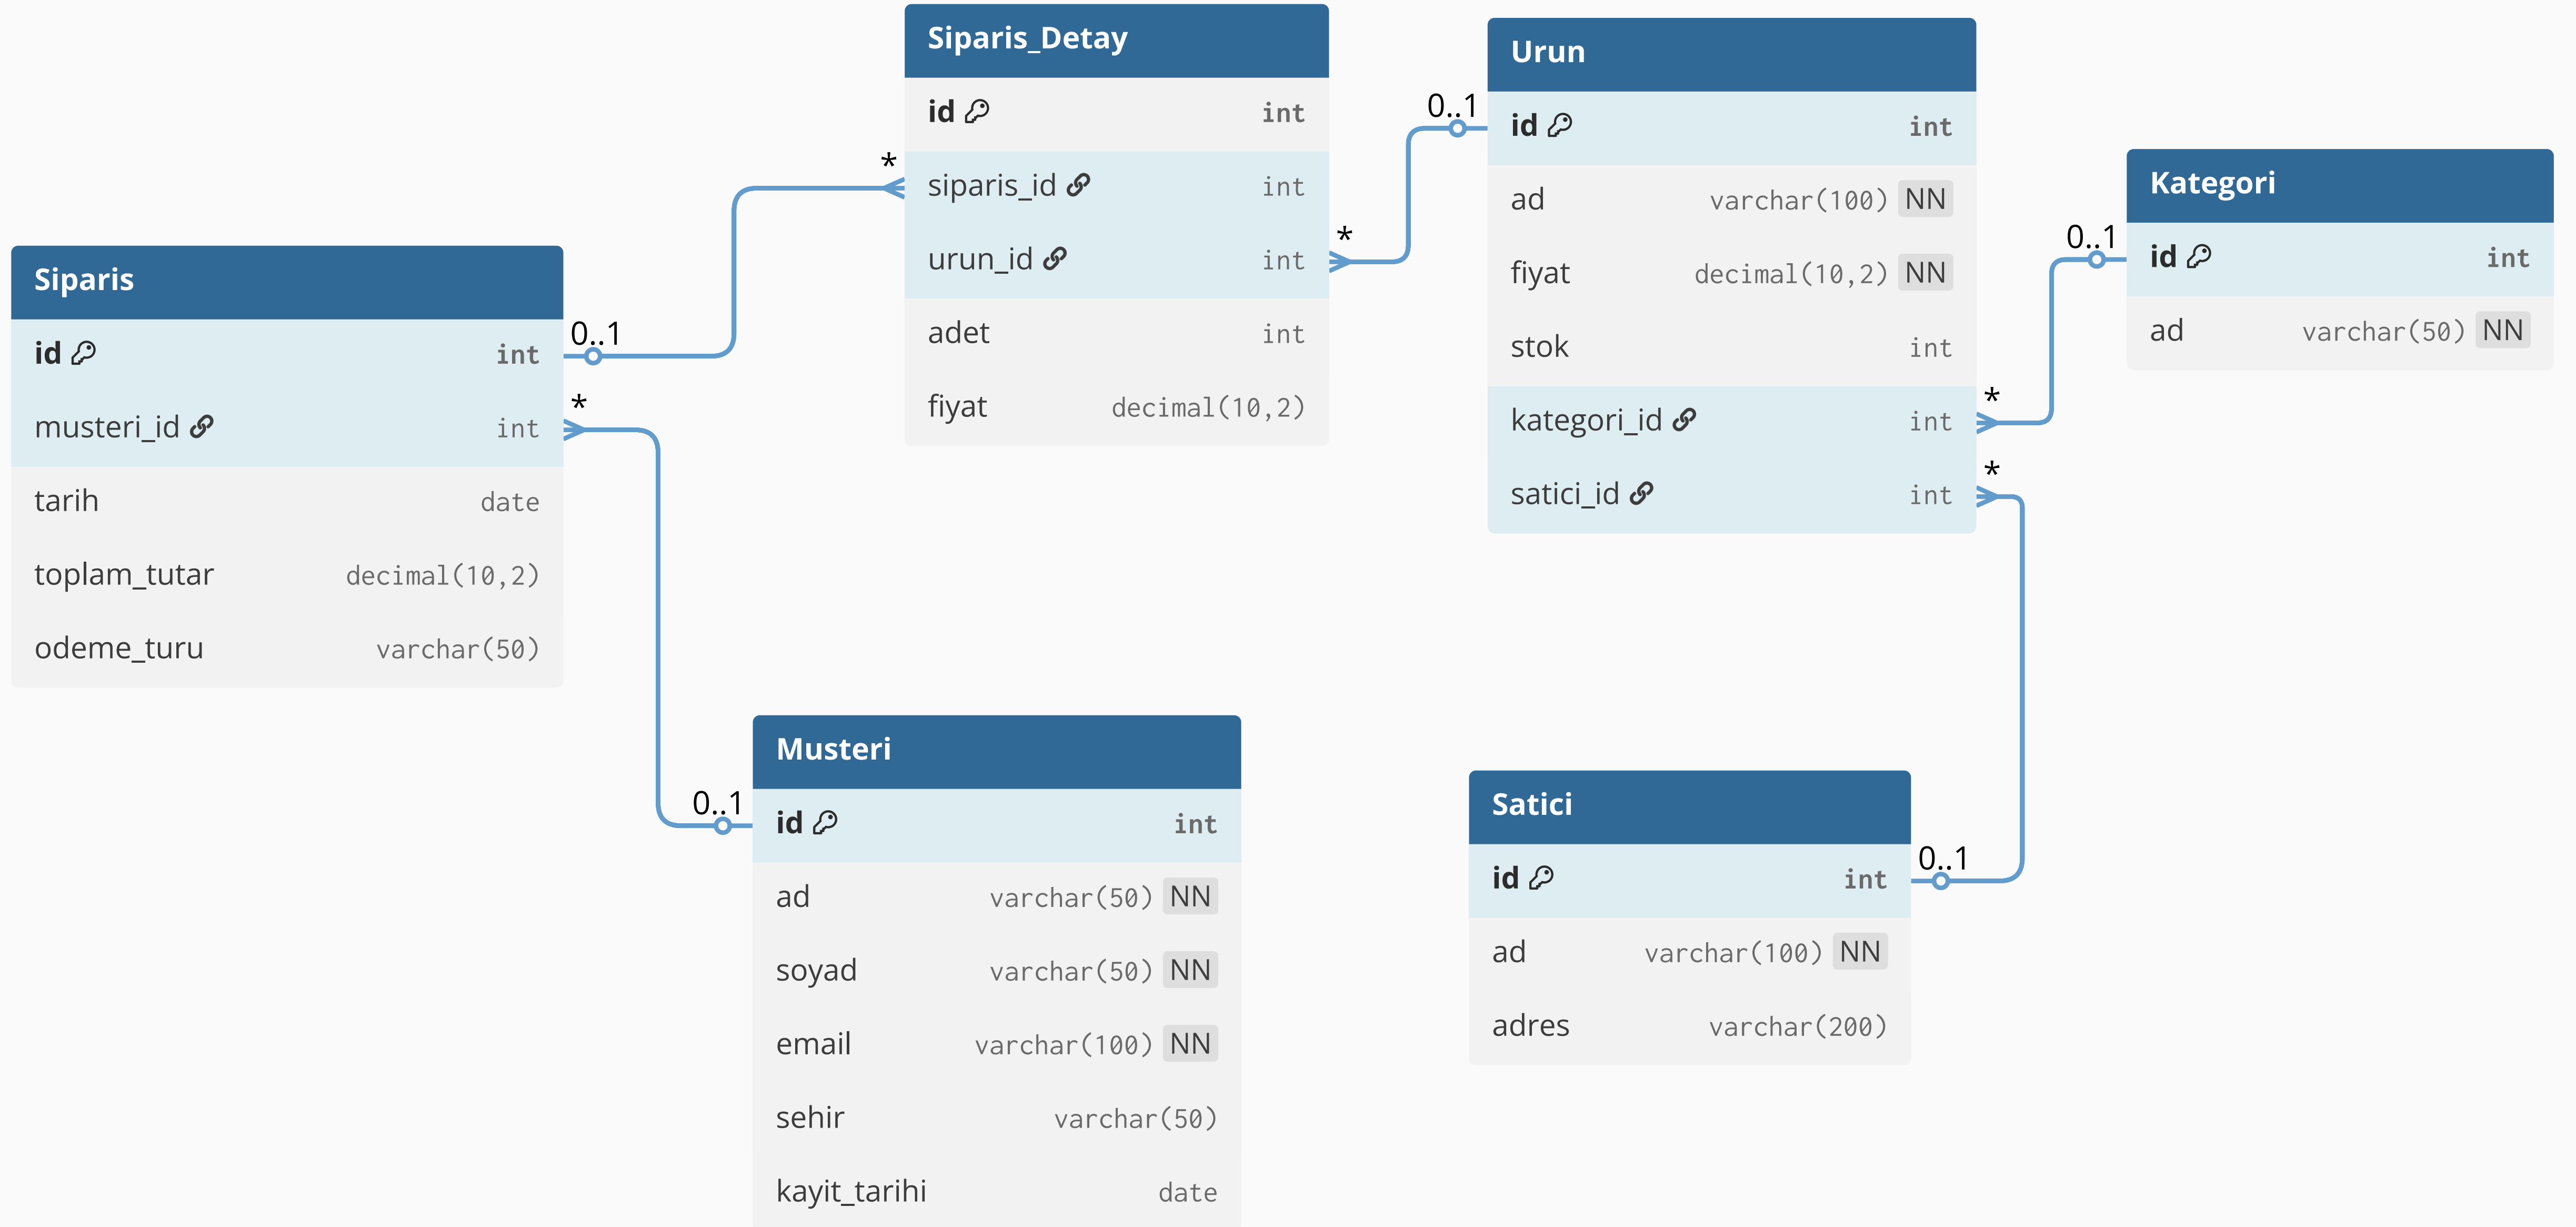 Siparis_Detay
id int
siparis_id int
urun_id int
adet int
fiyat decimal(10,2)
Urun
id int
ad varchar(100) NN
fiyat decimal(10,2) NN
stok int
kategori_id int
satici_id int
Kategori
id int
ad varchar(50) NN
Siparis
id int
musteri_id int
tarih date
toplam_tutar decimal(10,2)
odeme_turu varchar(50)
Musteri
id int
ad varchar(50) NN
soyad varchar(50) NN
email varchar(100) NN
sehir varchar(50)
kayit_tarihi date
Satici
id int
ad varchar(100) NN
adres varchar(200)
0..1
*
0..1
*
0..1
*
0..1
*
0..1
*